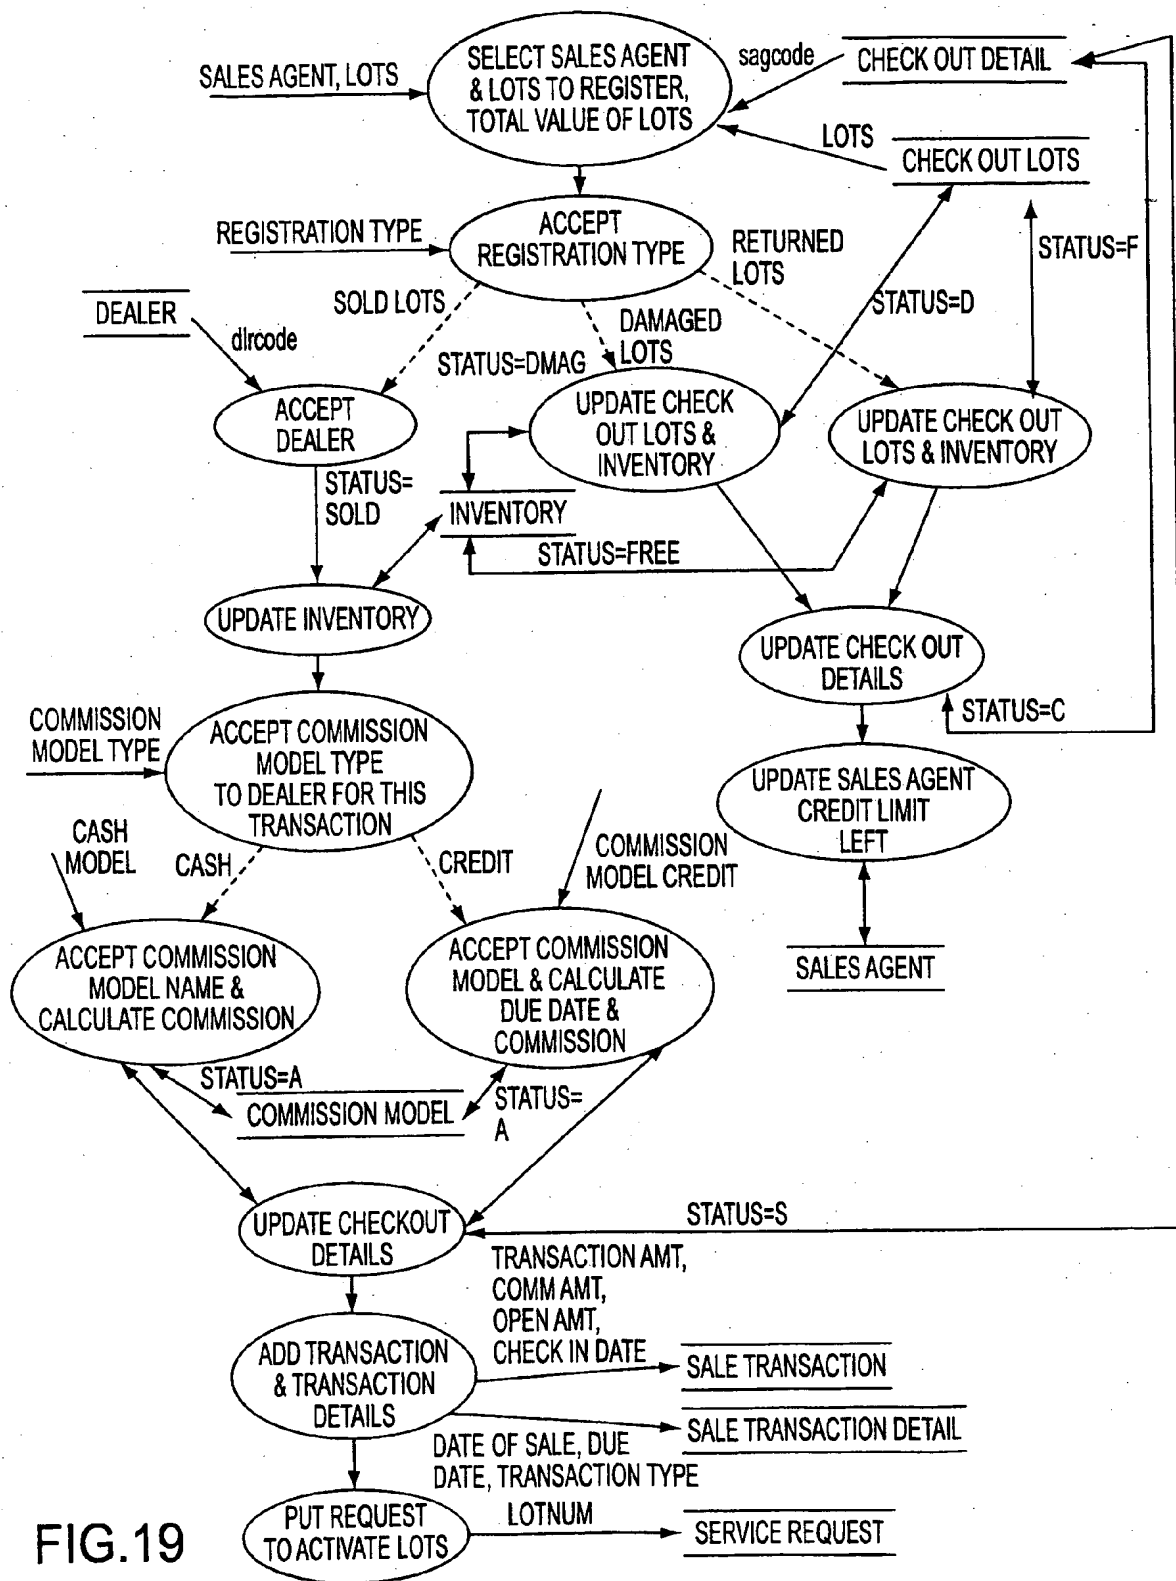 SELECT SALES AGENT
& LOTS TO REGISTER,
TOTAL VALUE OF LOTS
SALES AGENT, LOTS
sagcode
CHECK OUT DETAIL
LOTS
CHECK OUT LOTS
REGISTRATION TYPE
ACCEPT
REGISTRATION TYPE
RETURNED
LOTS
STATUS=F
DEALER
SOLD LOTS
STATUS=D
dlrcode
DAMAGED
LOTS
STATUS=DMAG
ACCEPT
DEALER
UPDATE CHECK
OUT LOTS &
INVENTORY
UPDATE CHECK OUT
LOTS & INVENTORY
STATUS=
SOLD
INVENTORY
STATUS=FREE
UPDATE INVENTORY
UPDATE CHECK OUT
DETAILS
STATUS=C
COMMISSION
MODEL TYPE
ACCEPT COMMISSION
MODEL TYPE
TO DEALER FOR THIS
TRANSACTION
UPDATE SALES AGENT
CREDIT LIMIT
LEFT
CASH
MODEL
CASH
CREDIT
COMMISSION
MODEL CREDIT
ACCEPT COMMISSION
MODEL NAME &
CALCULATE COMMISSION
ACCEPT COMMISSION
MODEL & CALCULATE
DUE DATE &
COMMISSION
SALES AGENT
STATUS=A
COMMISSION MODEL
STATUS=
A
UPDATE CHECKOUT
DETAILS
STATUS=S
TRANSACTION AMT,
COMM AMT,
OPEN AMT,
CHECK IN DATE
ADD TRANSACTION
& TRANSACTION
DETAILS
SALE TRANSACTION
SALE TRANSACTION DETAIL
DATE OF SALE, DUE
DATE, TRANSACTION TYPE
PUT REQUEST
TO ACTIVATE LOTS
LOTNUM
SERVICE REQUEST
FIG.19